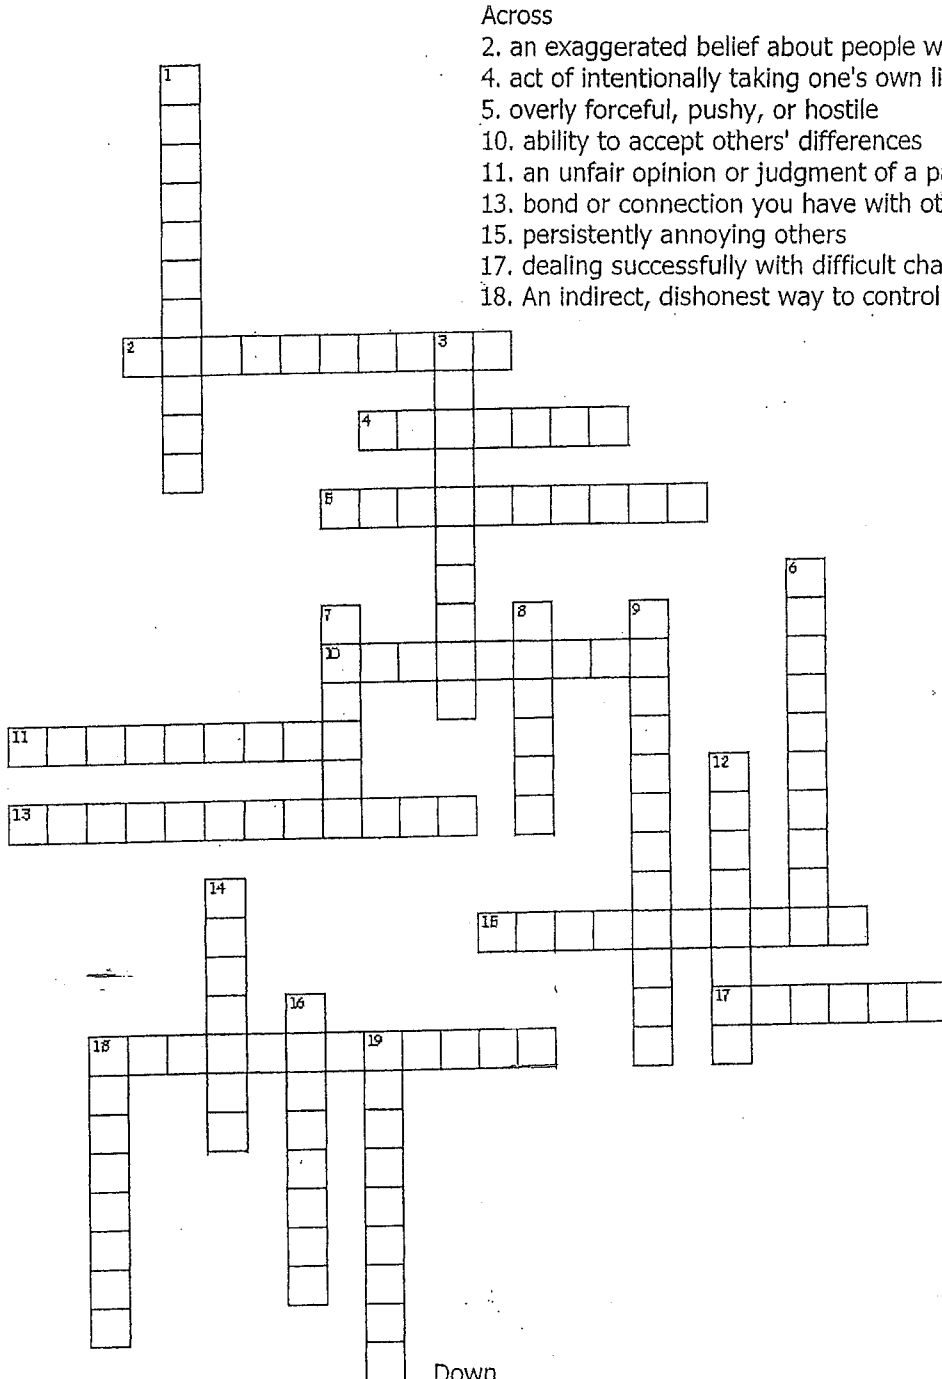 Across
2. an exaggerated belief about people w
4. act of intentionally taking one's own li
5. overly forceful, pushy, or hostile
10. ability to accept others' differences
11. an unfair opinion or judgment of a pa
13. bond or connection you have with ot
15. persistently annoying others
17. dealing successfully with difficult cha
18. An indirect, dishonest way to control
1
2
3
4
5
6
7
8
9
10
11
12
13
14
15
16
17
18
19
Down